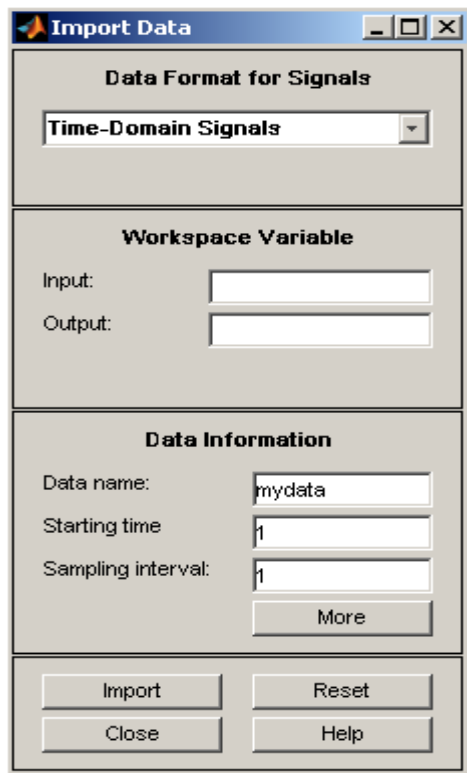 Import Data
Data Format for Signals
Time-Domain Signals
Workspace Variable
Input:
Output:
Data Information
Data name: mydata
Starting time 1
Sampling interval: 1
More
Import Reset
Close Help